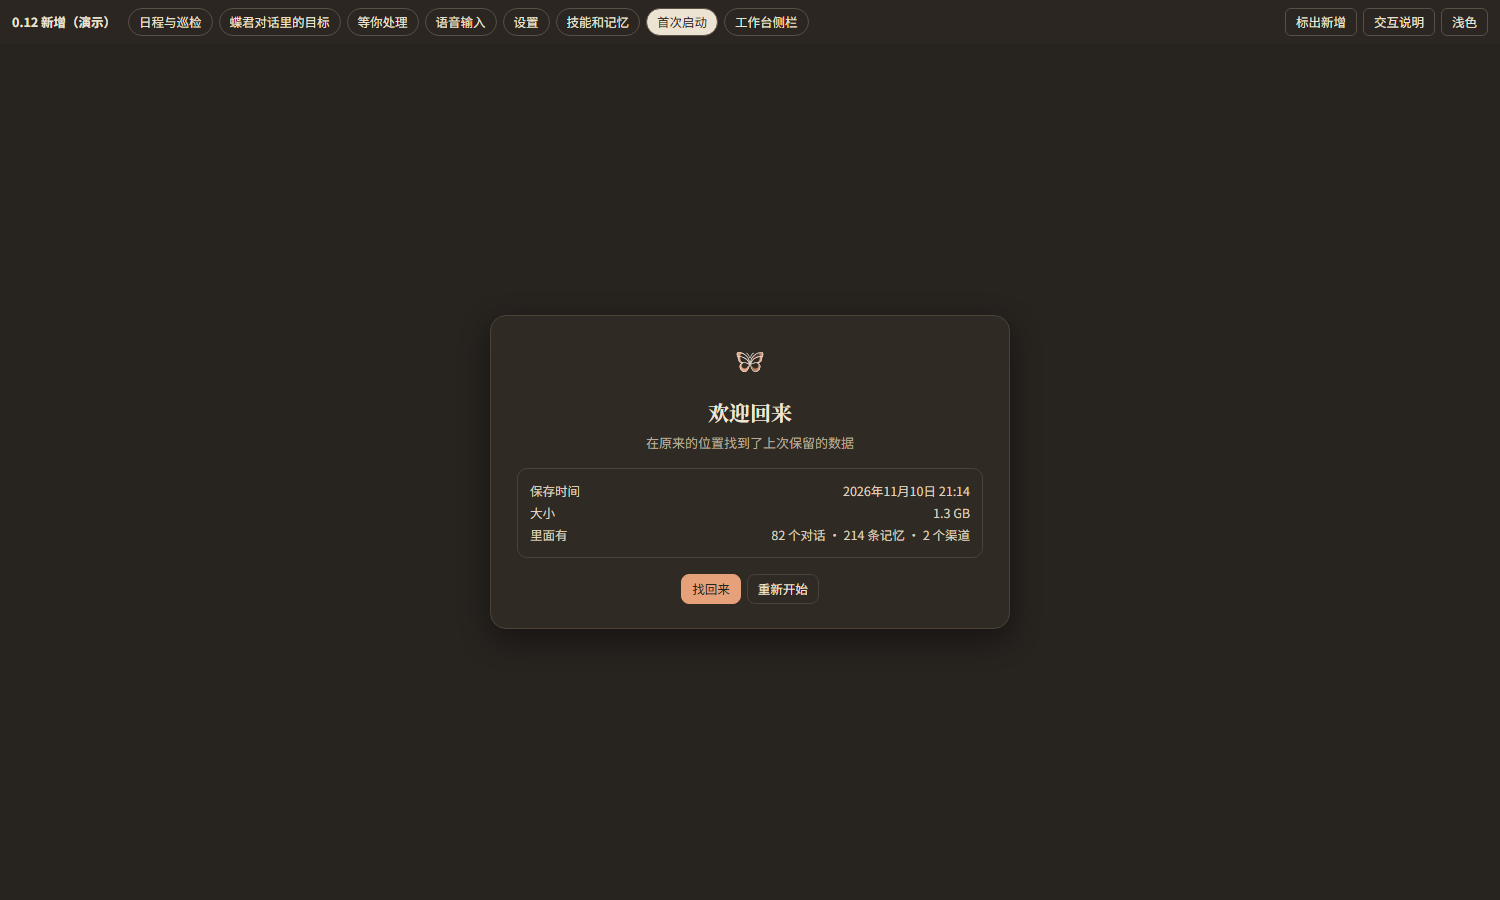 0.12 新增（演示） 日程与巡检 蝶君对话里的目标 等你处理 语音输入 设置 技能和记忆 首次启动 工作台侧栏 标出新增 交互说明 浅色
欢迎回来
在原来的位置找到了上次保留的数据
保存时间 2026年11月10日 21:14
大小 1.3 GB
里面有 82 个对话 · 214 条记忆 · 2 个渠道
找回来 重新开始